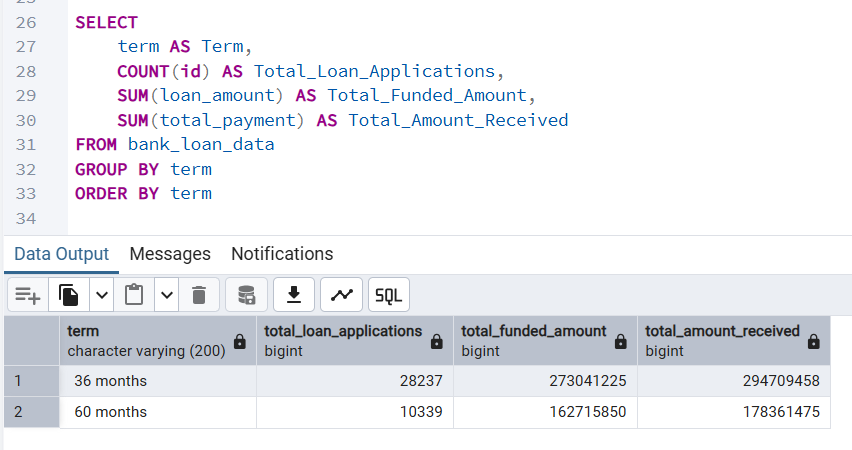 26 SELECT
27 term AS Term,
28 COUNT(id) AS Total_Loan_Applications,
29 SUM(loan_amount) AS Total_Funded_Amount,
30 SUM(total_payment) AS Total_Amount_Received
31 FROM bank_loan_data
32 GROUP BY term
33 ORDER BY term
34
Data Output Messages Notifications
SQL
term total_loan_applications total_funded_amount total_amount_received
character varying (200) bigint bigint bigint
1 36 months 28237 273041225 294709458
2 60 months 10339 162715850 178361475